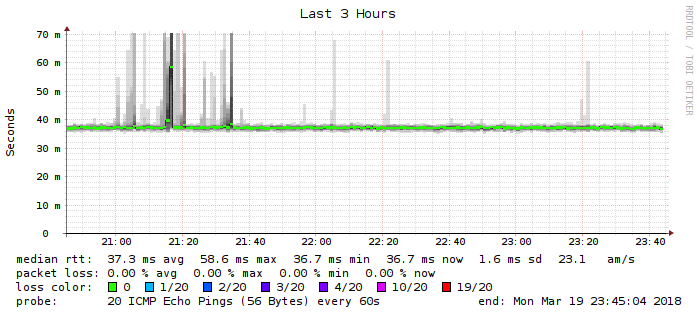 Last 3 Hours
RRDTOOL / TOBI OETIKER
Seconds
70 m
60 m
50 m
40 m
30 m
20 m
10 m
0
21:00 21:20 21:40 22:00 22:20 22:40 23:00 23:20 23:40
median rtt: 37.3 ms avg 58.6 ms max 36.7 ms min 36.7 ms now 1.6 ms sd 23.1 am/s
packet loss: 0.00 % avg 0.00 % max 0.00 % min 0.00 % now
loss color: 0 1/20 2/20 3/20 4/20 10/20 19/20
probe: 20 ICMP Echo Pings (56 Bytes) every 60s end: Mon Mar 19 23:45:04 2018